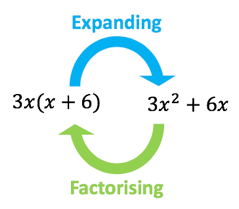 Expanding
3x(x + 6) 3x² + 6x
Factorising